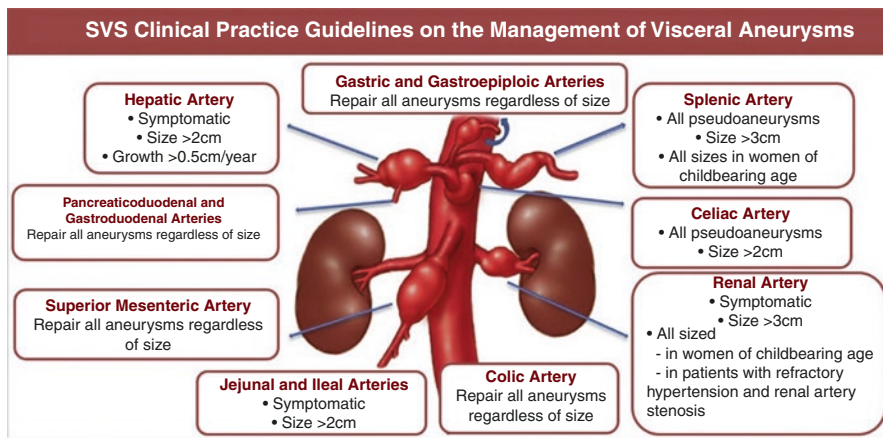 SVS Clinical Practice Guidelines on the Management of Visceral Aneurysms
Gastric and Gastroepiploic Arteries
Repair all aneurysms regardless of size
Hepatic Artery
• Symptomatic
• Size >2cm
• Growth >0.5cm/year
Splenic Artery
• All pseudoaneurysms
• Size >3cm
• All sizes in women of
childbearing age
Pancreaticoduodenal and
Gastroduodenal Arteries
Repair all aneurysms regardless of size
Celiac Artery
• All pseudoaneurysms
• Size >2cm
Superior Mesenteric Artery
Repair all aneurysms regardless
of size
Renal Artery
• Symptomatic
• Size >3cm
• All sized
- in women of childbearing age
- in patients with refractory
hypertension and renal artery
stenosis
Jejunal and Ileal Arteries
• Symptomatic
• Size >2cm
Colic Artery
Repair all aneurysms
regardless of size